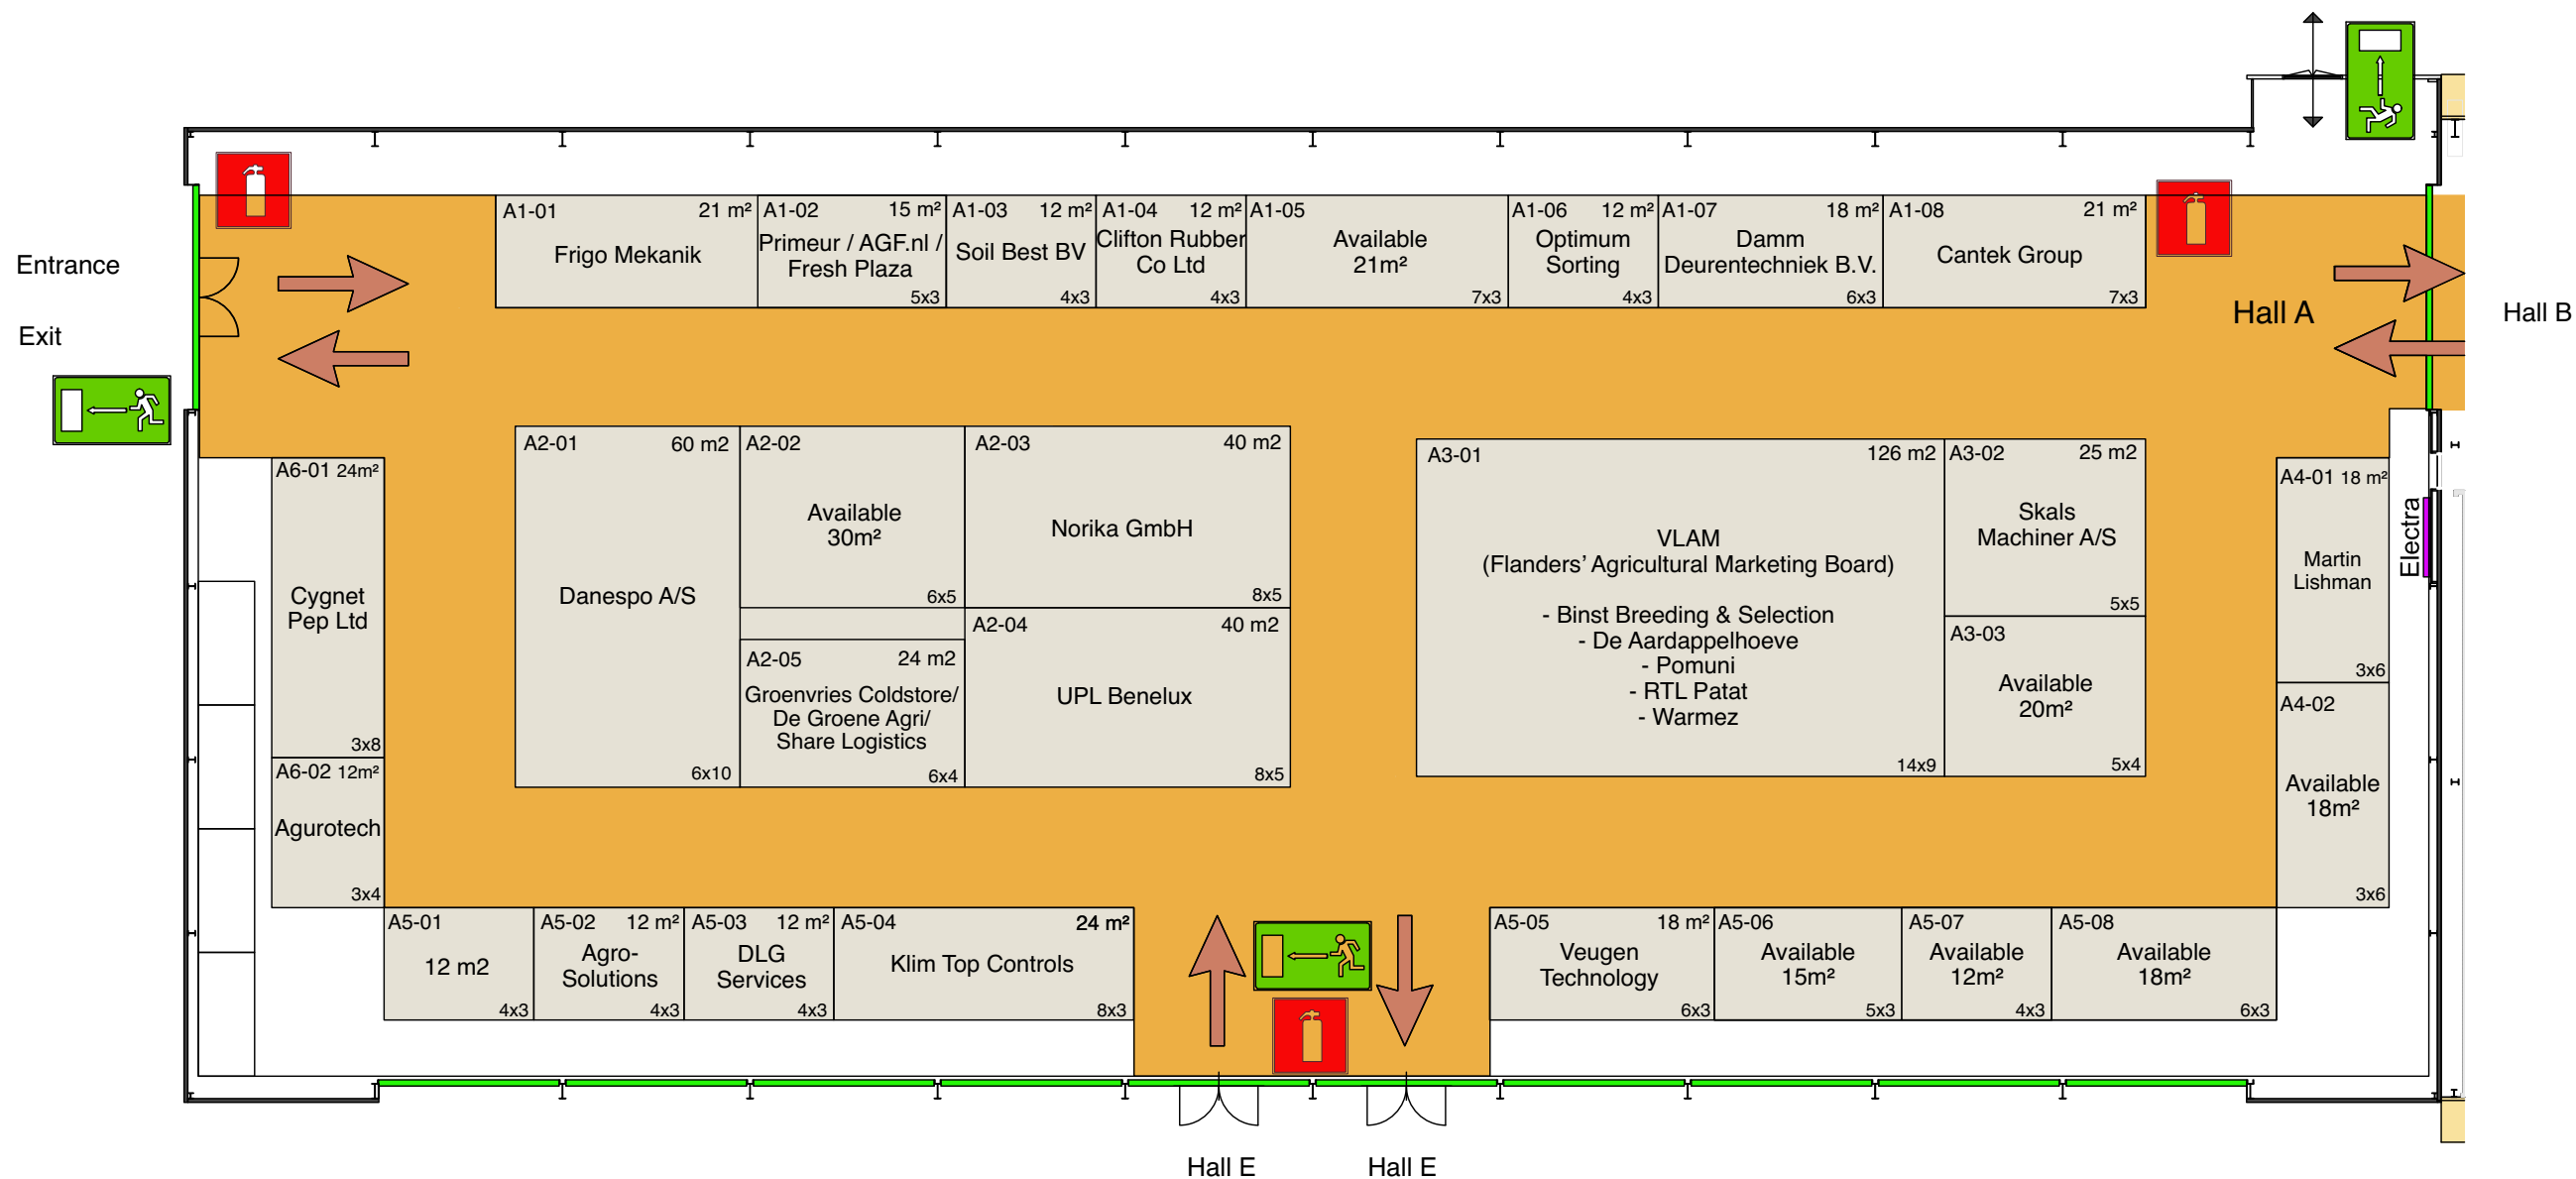 Entrance
Exit
A1-01 21 m²
Frigo Mekanik
A1-02 15 m²
Primeur / AGF.nl /
Fresh Plaza
5x3
A1-03 12 m²
Soil Best BV
4x3
A1-04 12 m²
Clifton Rubber
Co Ltd
4x3
A1-05
Available
21m²
7x3
A1-06 12 m²
Optimum
Sorting
4x3
A1-07 18 m²
Damm
Deurentechniek B.V.
6x3
A1-08 21 m²
Cantek Group
7x3
Hall A
Hall B
A6-01 24m²
Cygnet
Pep Ltd
3x8
A6-02 12m²
Agurotech
3x4
A2-01 60 m2
Danespo A/S
6x10
A2-02
Available
30m²
6x5
A2-03 40 m2
Norika GmbH
8x5
A2-04 40 m2
UPL Benelux
8x5
A2-05 24 m2
Groenvries Coldstore/
De Groene Agri/
Share Logistics
6x4
A3-01 126 m2
VLAM
(Flanders’ Agricultural Marketing Board)
- Binst Breeding & Selection
- De Aardappelhoeve
- Pomuni
- RTL Patat
- Warmez
14x9
A3-02 25 m2
Skals
Machiner A/S
5x5
A3-03
Available
20m²
5x4
A4-01 18 m²
Martin
Lishman
3x6
Electra
A4-02
Available
18m²
3x6
A5-01
12 m2
4x3
A5-02 12 m²
Agro-
Solutions
4x3
A5-03 12 m²
DLG
Services
4x3
A5-04 24 m²
Klim Top Controls
8x3
A5-05 18 m²
Veugen
Technology
6x3
A5-06
Available
15m²
5x3
A5-07
Available
12m²
4x3
A5-08
Available
18m²
6x3
Hall E
Hall E